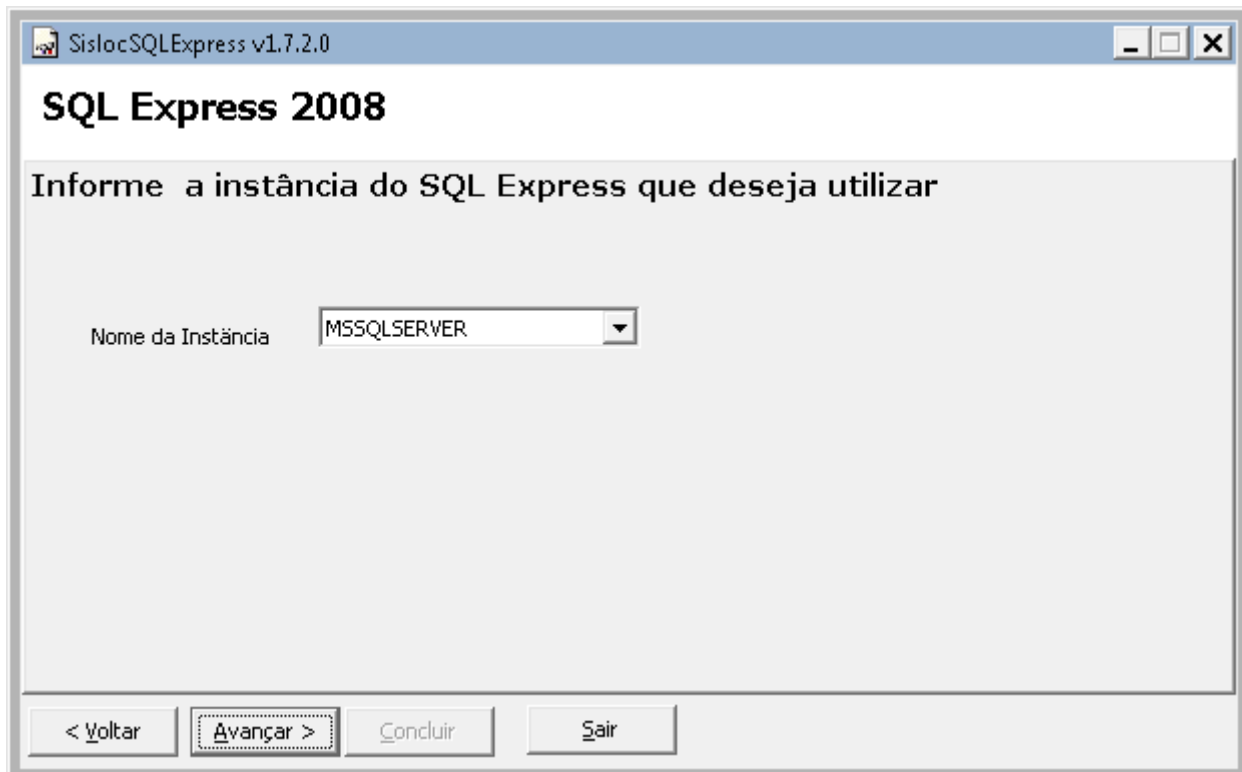 SislocSQLExpress v1.7.2.0
SQL Express 2008
Informe  a instância do SQL Express que deseja utilizar
Nome da Instância MSSQLSERVER
< Voltar Avançar > Concluir Sair